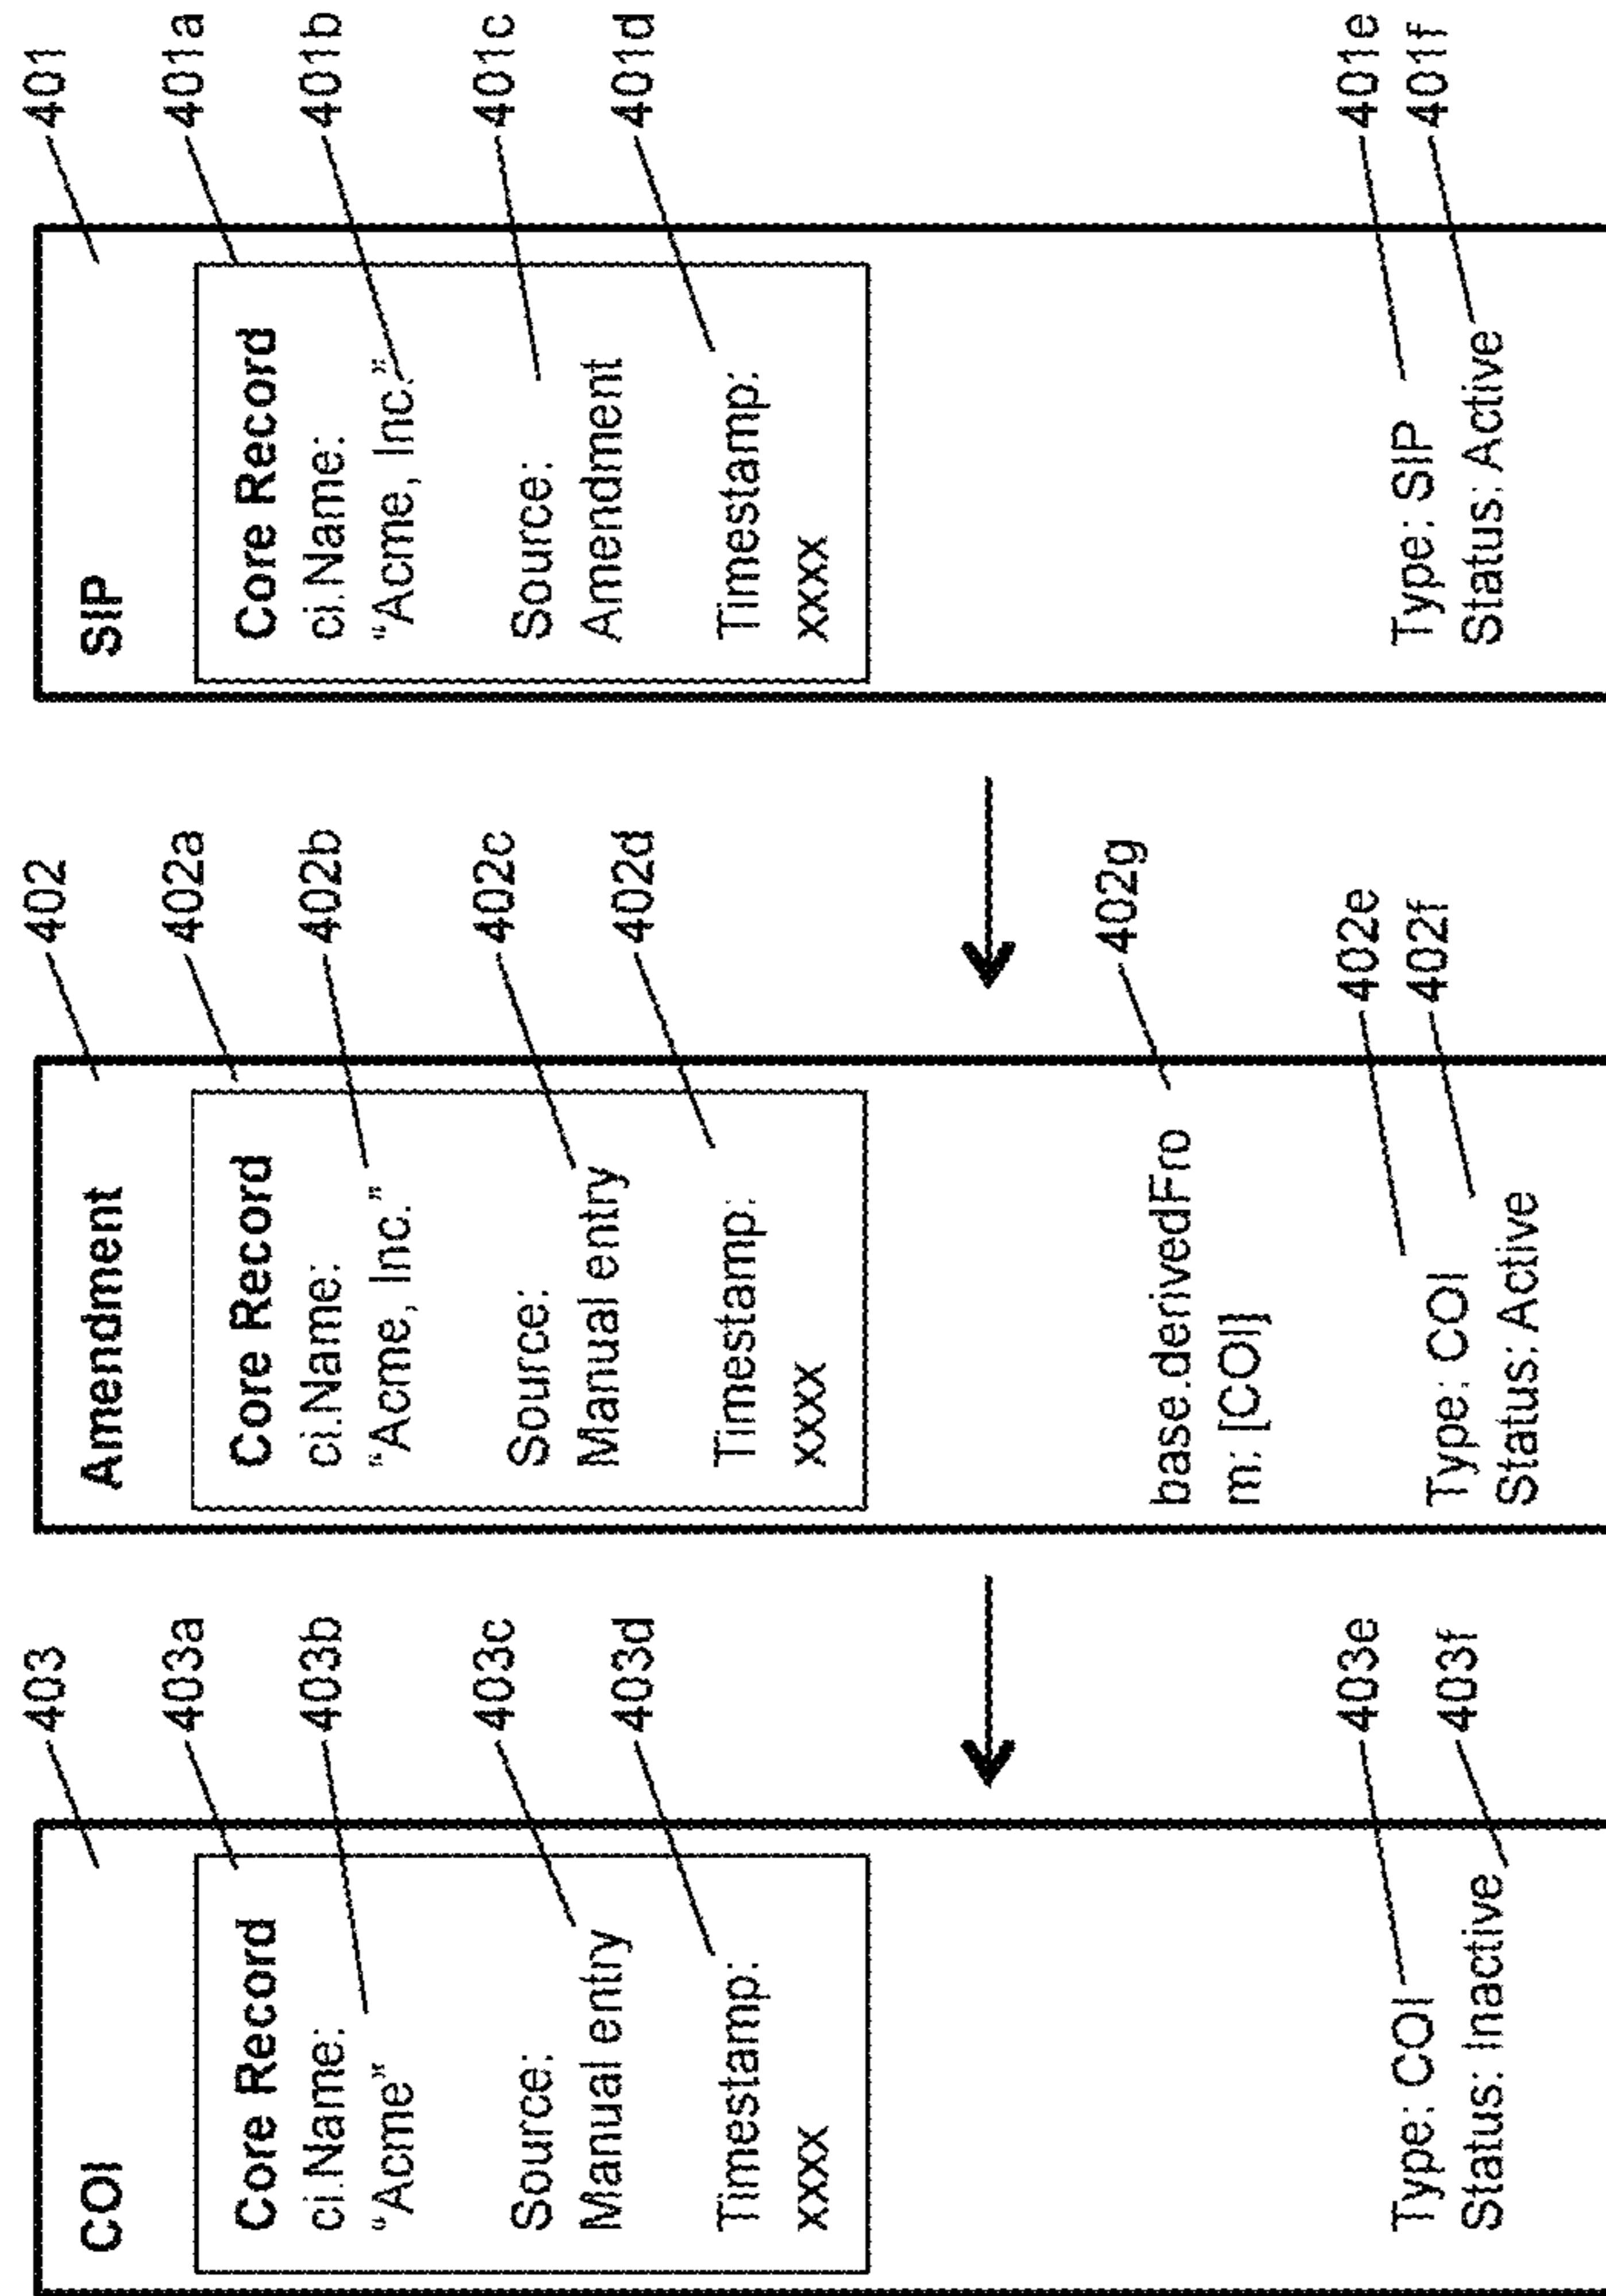 COI
Core Record
ci.Name:
"Acme"
Source:
Manual entry
Timestamp:
xxxx
Type: COI
Status: Inactive
403
403a
403b
403c
403d
403e
403f
Amendment
Core Record
ci.Name:
"Acme, Inc."
Source:
Manual entry
Timestamp:
xxxx
base.derivedFro
m: [COI]
Type: COI
Status: Active
402
402a
402b
402c
402d
402g
402e
402f
SIP
Core Record
ci.Name:
"Acme, Inc."
Source:
Amendment
Timestamp:
xxxx
Type: SIP
Status: Active
401
401a
401b
401c
401d
401e
401f